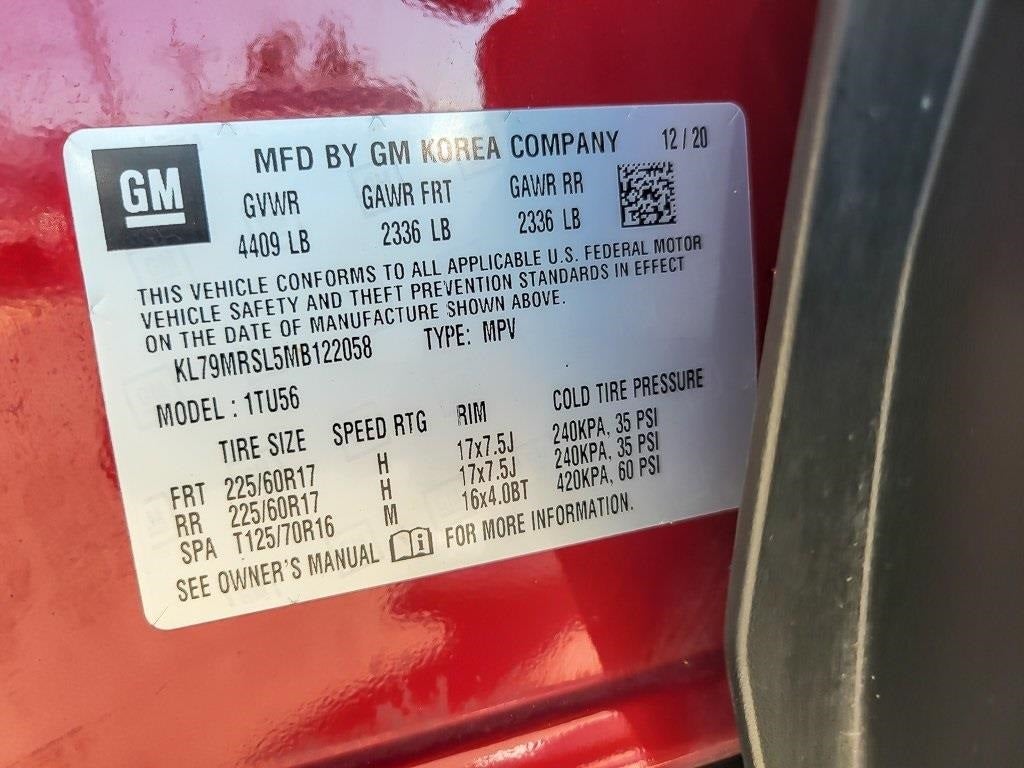 GM
MFD BY GM KOREA COMPANY 12 / 20
GVWR GAWR FRT GAWR RR
4409 LB 2336 LB 2336 LB
THIS VEHICLE CONFORMS TO ALL APPLICABLE U.S. FEDERAL MOTOR
VEHICLE SAFETY AND THEFT PREVENTION STANDARDS IN EFFECT
ON THE DATE OF MANUFACTURE SHOWN ABOVE.
KL79MRSL5MB122058 TYPE: MPV
MODEL : 1TU56
TIRE SIZE SPEED RTG RIM COLD TIRE PRESSURE
FRT 225/60R17 H 17x7.5J 240KPA, 35 PSI
RR 225/60R17 H 17x7.5J 240KPA, 35 PSI
SPA T125/70R16 M 16x4.0BT 420KPA, 60 PSI
SEE OWNER'S MANUAL i FOR MORE INFORMATION.